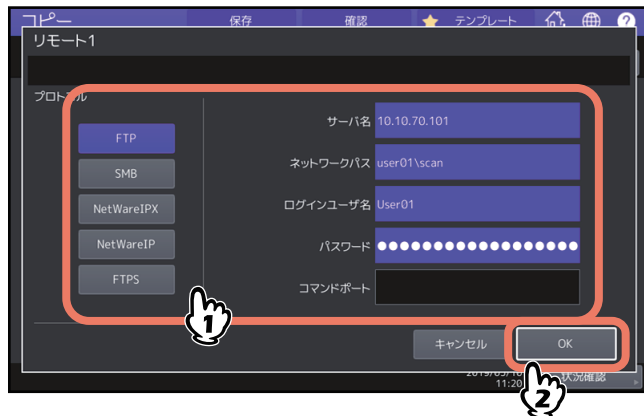 コピー 保存 確認 テンプレート ?
リモート1
プロトコル
FTP
SMB
NetWareIPX
NetWareIP
FTPS
サーバ名 10.10.70.101
ネットワークパス user01\scan
ログインユーザ名 User01
パスワード ●●●●●●●●●●●●●●●●●●
コマンドポート
1
キャンセル OK
11:20 状況確認
2